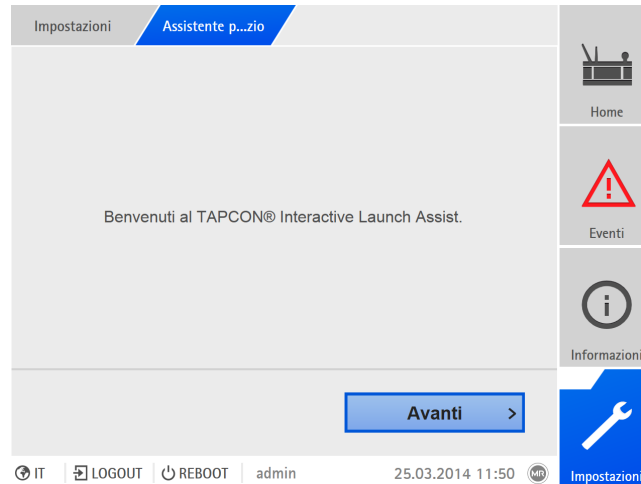 Impostazioni
Assistente p...zio
Home
Benvenuti al TAPCON® Interactive Launch Assist.
Eventi
Informazioni
Avanti >
IT
LOGOUT
REBOOT
admin
25.03.2014 11:50
MR
Impostazioni